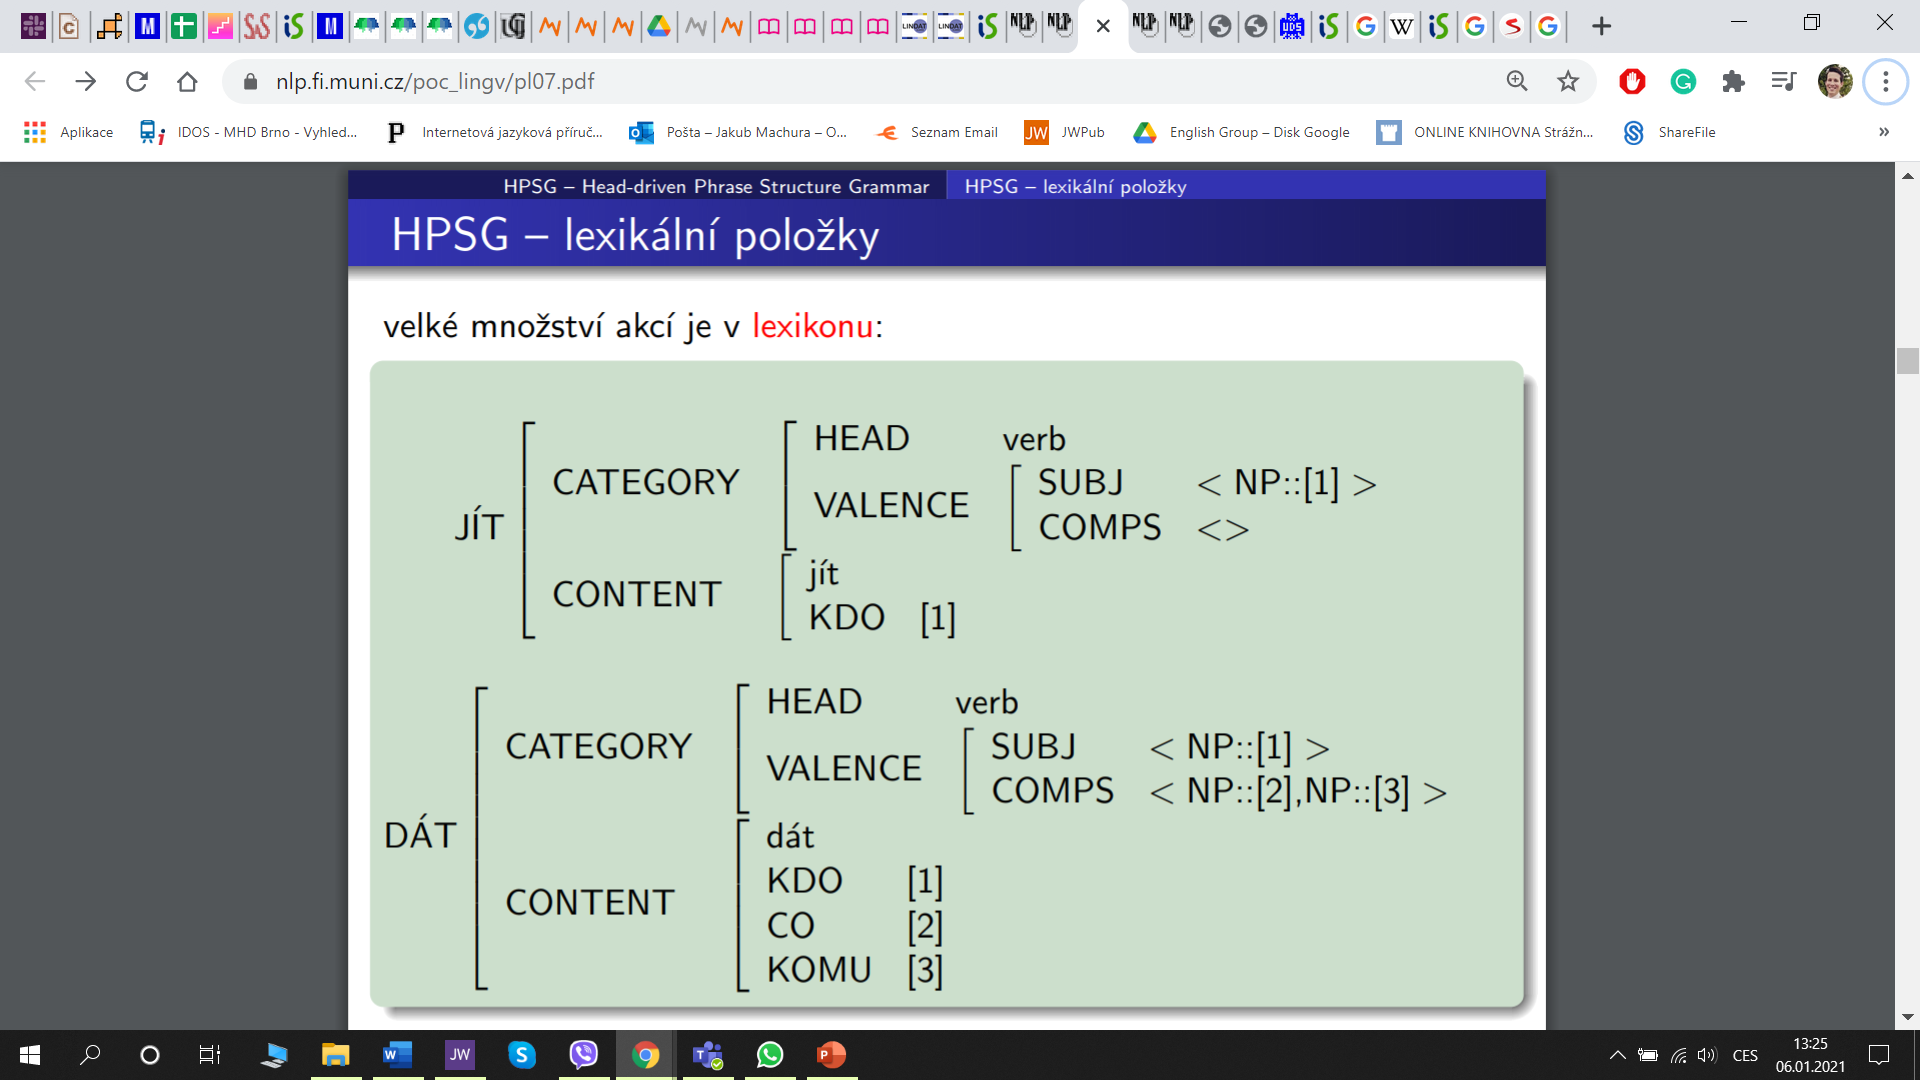 nlp.fi.muni.cz/poc_lingv/pl07.pdf
Aplikace IDOS - MHD Brno - Vyhled... Internetová jazyková příruč... Pošta – Jakub Machura – O... Seznam Email JWPub English Group – Disk Google ONLINE KNIHOVNA Strážn... ShareFile »
HPSG – Head-driven Phrase Structure Grammar HPSG – lexikální položky
HPSG – lexikální položky
velké množství akcí je v lexikonu:
HEAD verb
CATEGORY SUBJ < NP::[1] >
VALENCE
JÍT COMPS <>
jít
CONTENT
KDO [1]
HEAD verb
CATEGORY SUBJ < NP::[1] >
VALENCE
COMPS < NP::[2],NP::[3] >
DÁT dát
KDO [1]
CONTENT
CO [2]
KOMU [3]
CES 13:25
06.01.2021